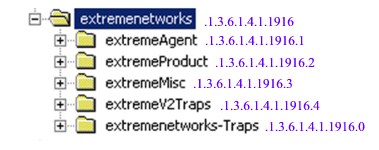 extremenetworks .1.3.6.1.4.1.1916
extremeAgent .1.3.6.1.4.1.1916.1
extremeProduct .1.3.6.1.4.1.1916.2
extremeMisc .1.3.6.1.4.1.1916.3
extremeV2Traps .1.3.6.1.4.1.1916.4
extremenetworks-Traps .1.3.6.1.4.1.1916.0